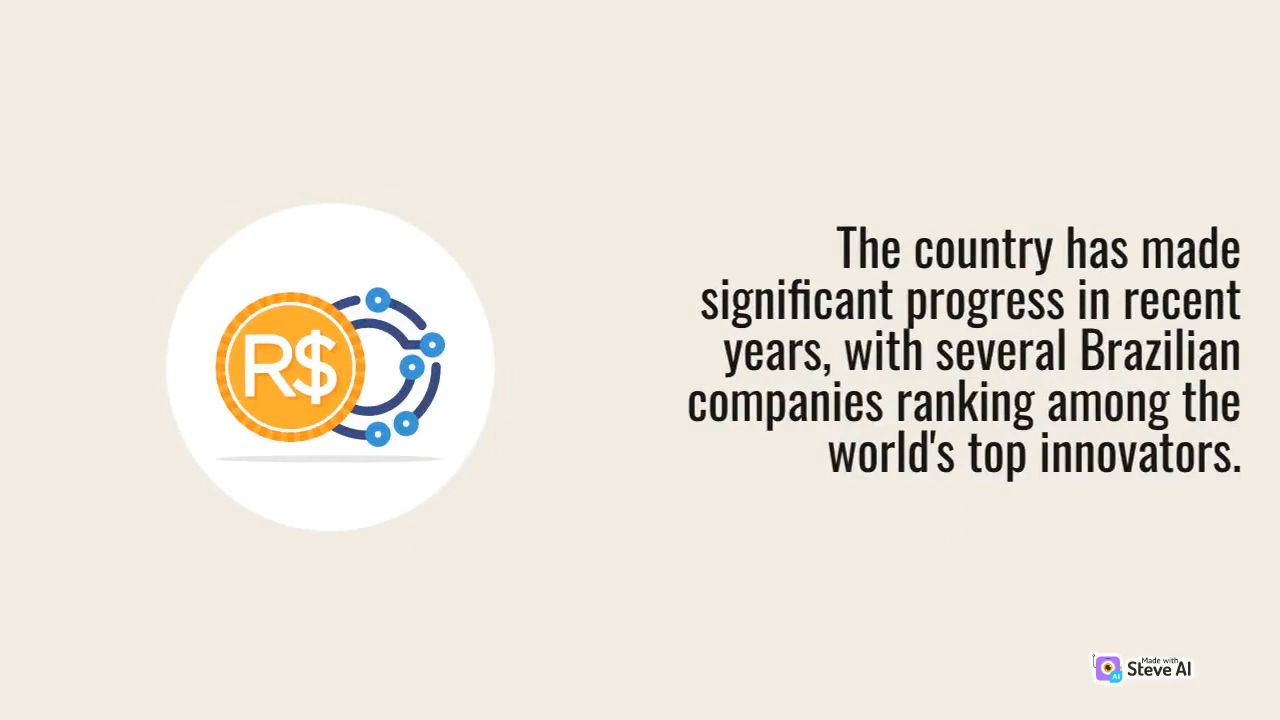 R$
The country has made
significant progress in recent
years, with several Brazilian
companies ranking among the
world's top innovators.
Made with
Steve AI
AI